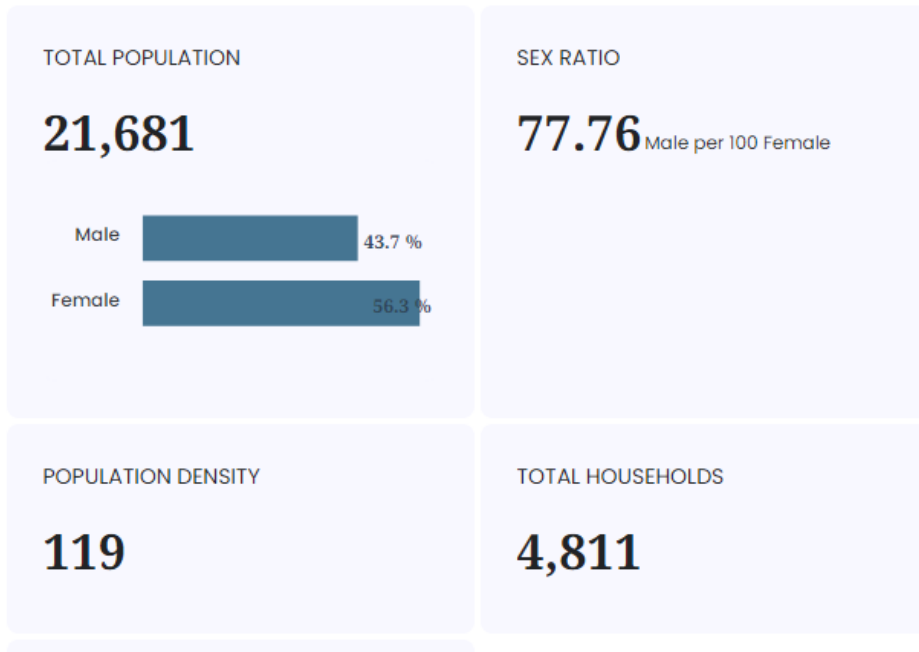 TOTAL POPULATION
21,681
Male 43.7 %
Female 56.3 %
SEX RATIO
77.76 Male per 100 Female
POPULATION DENSITY
119
TOTAL HOUSEHOLDS
4,811